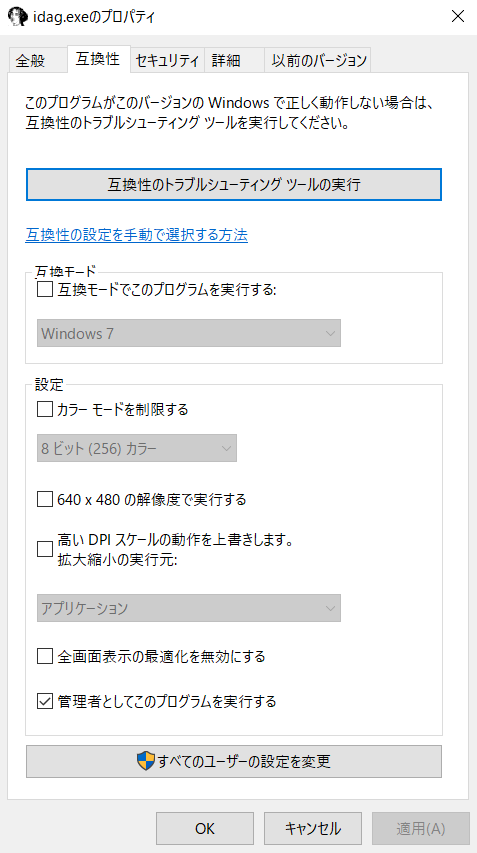 idag.exeのプロパティ
全般
互換性
セキュリティ
詳細
以前のバージョン
このプログラムがこのバージョンの Windows で正しく動作しない場合は、
互換性のトラブルシューティング ツールを実行してください。
互換性のトラブルシューティング ツールの実行
互換性の設定を手動で選択する方法
互換モード
互換モードでこのプログラムを実行する:
Windows 7
設定
カラー モードを制限する
8 ビット (256) カラー
640 x 480 の解像度で実行する
高い DPI スケールの動作を上書きします。
拡大縮小の実行元:
アプリケーション
全画面表示の最適化を無効にする
管理者としてこのプログラムを実行する
すべてのユーザーの設定を変更
OK
キャンセル
適用(A)